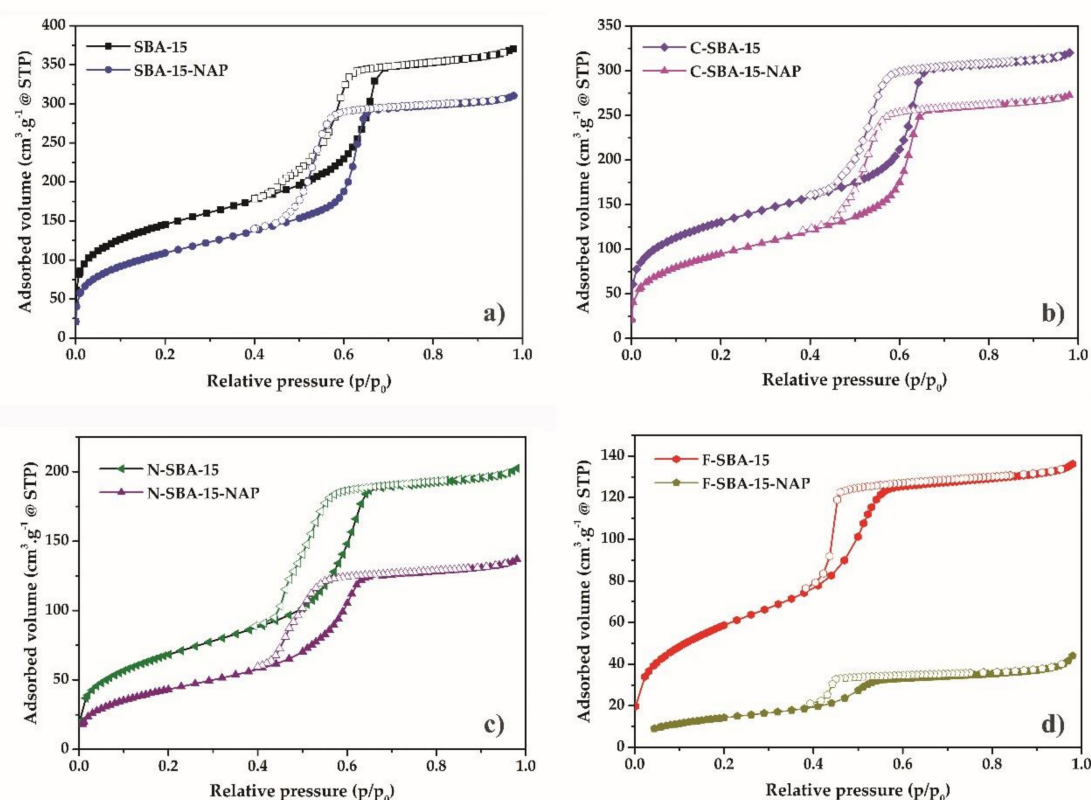 400
350
300
250
200
150
100
50
0
Adsorbed volume (cm³.g⁻¹ @ STP)
SBA-15
SBA-15-NAP
a)
0.0 0.2 0.4 0.6 0.8 1.0
Relative pressure (p/p₀)
350
300
250
200
150
100
50
0
Adsorbed volume (cm³.g⁻¹ @ STP)
C-SBA-15
C-SBA-15-NAP
b)
0.0 0.2 0.4 0.6 0.8 1.0
Relative pressure (p/p₀)
200
150
100
50
0
Adsorbed volume (cm³.g⁻¹ @ STP)
N-SBA-15
N-SBA-15-NAP
c)
0.0 0.2 0.4 0.6 0.8 1.0
Relative pressure (p/p₀)
140
120
100
80
60
40
20
0
Adsorbed volume (cm³.g⁻¹ @ STP)
F-SBA-15
F-SBA-15-NAP
d)
0.0 0.2 0.4 0.6 0.8 1.0
Relative pressure (p/p₀)